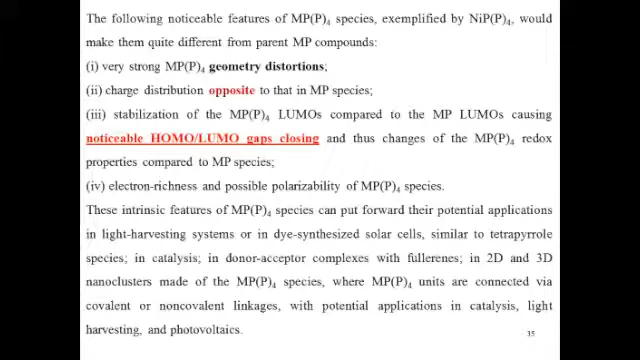 The following noticeable features of MP(P)₄ species, exemplified by NiP(P)₄, would
make them quite different from parent MP compounds:
(i) very strong MP(P)₄ geometry distortions;
(ii) charge distribution opposite to that in MP species;
(iii) stabilization of the MP(P)₄ LUMOs compared to the MP LUMOs causing
noticeable HOMO/LUMO gaps closing and thus changes of the MP(P)₄ redox
properties compared to MP species;
(iv) electron-richness and possible polarizability of MP(P)₄ species.
These intrinsic features of MP(P)₄ species can put forward their potential applications
in light-harvesting systems or in dye-synthesized solar cells, similar to tetrapyrrole
species; in catalysis; in donor-acceptor complexes with fullerenes; in 2D and 3D
nanoclusters made of the MP(P)₄ species, where MP(P)₄ units are connected via
covalent or noncovalent linkages, with potential applications in catalysis, light
harvesting, and photovoltaics.
35